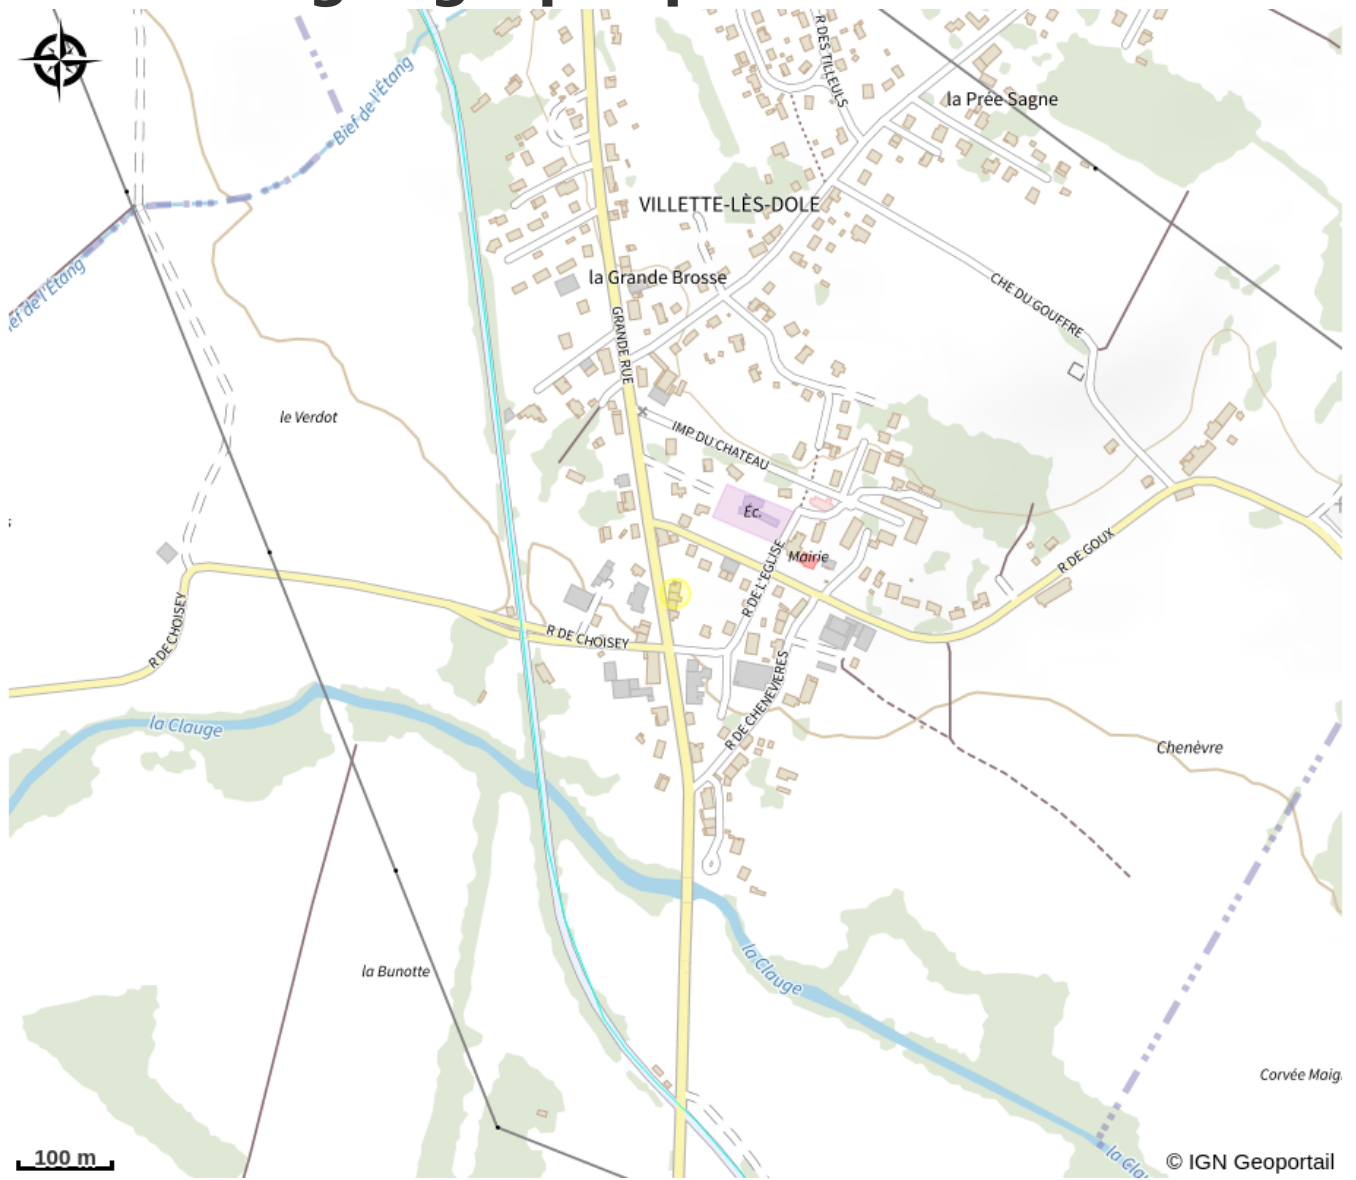 R DES TILLEULS
la Prée Sagne
Bief de l'Étang
VILLETTE-LÈS-DOLE
la Grande Brosse
CHE DU GOUFFRE
ief de l'Étang
GRANDE RUE
le Verdot
IMP DU CHATEAU
Éc.
Mairie
R DE GOUX
R DE L'EGLISE
R DE CHOISEY
R DE CHOISEY
R DE CHENEVIERES
la Clauge
Chenèvre
la Bunotte
la Clauge
Corvée Maig
la Cla
100 m
© IGN Geoportail